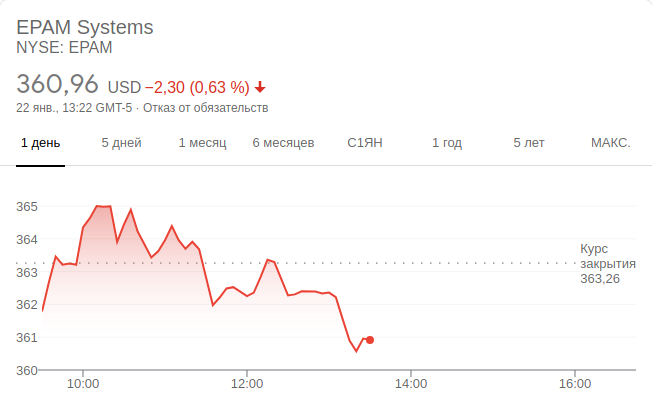 EPAM Systems
NYSE: EPAM
360,96 USD −2,30 (0,63 %)
22 янв., 13:22 GMT-5 · Отказ от обязательств
1 день 5 дней 1 месяц 6 месяцев С1ЯН 1 год 5 лет МАКС.
365
364
363
362
361
360
Курс
закрытия
363,26
10:00 12:00 14:00 16:00